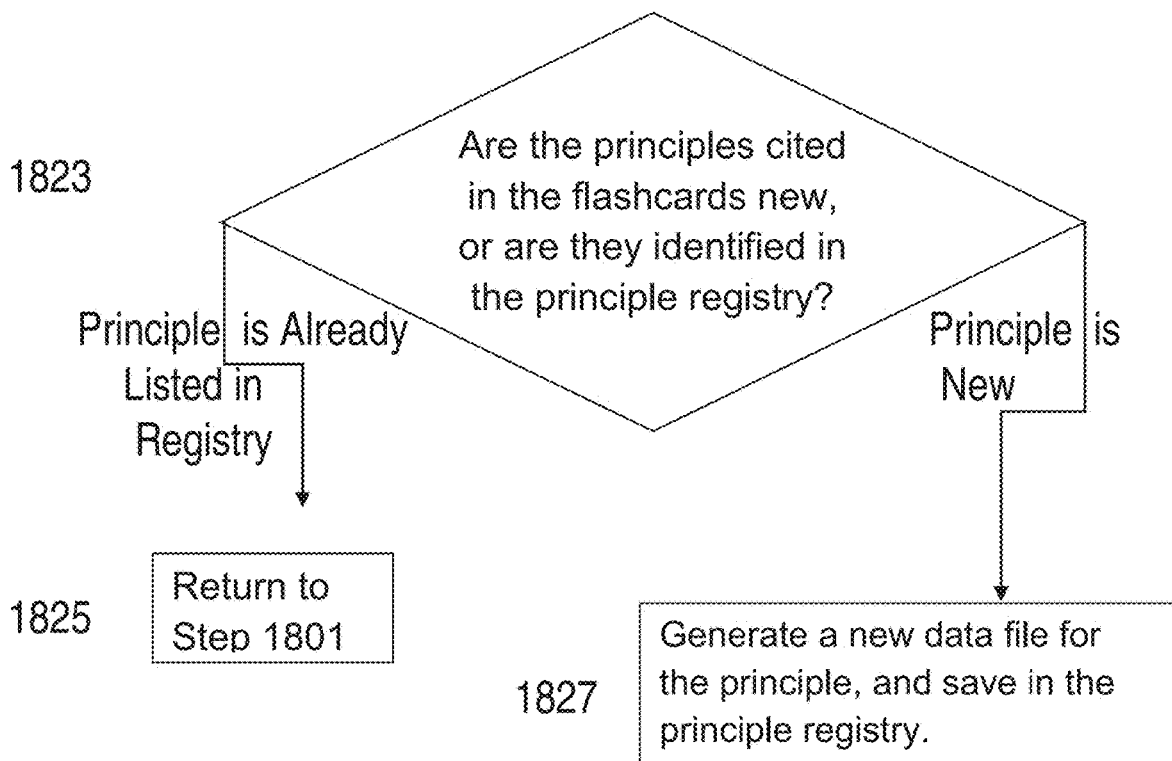 Are the principles cited
1823
in the flashcards new,
or are they identified in
the principle registry?
Principle is Already
Listed in
Registry
Principle is
New
1825
Return to
Step 1801
1827
Generate a new data file for
the principle, and save in the
principle registry.